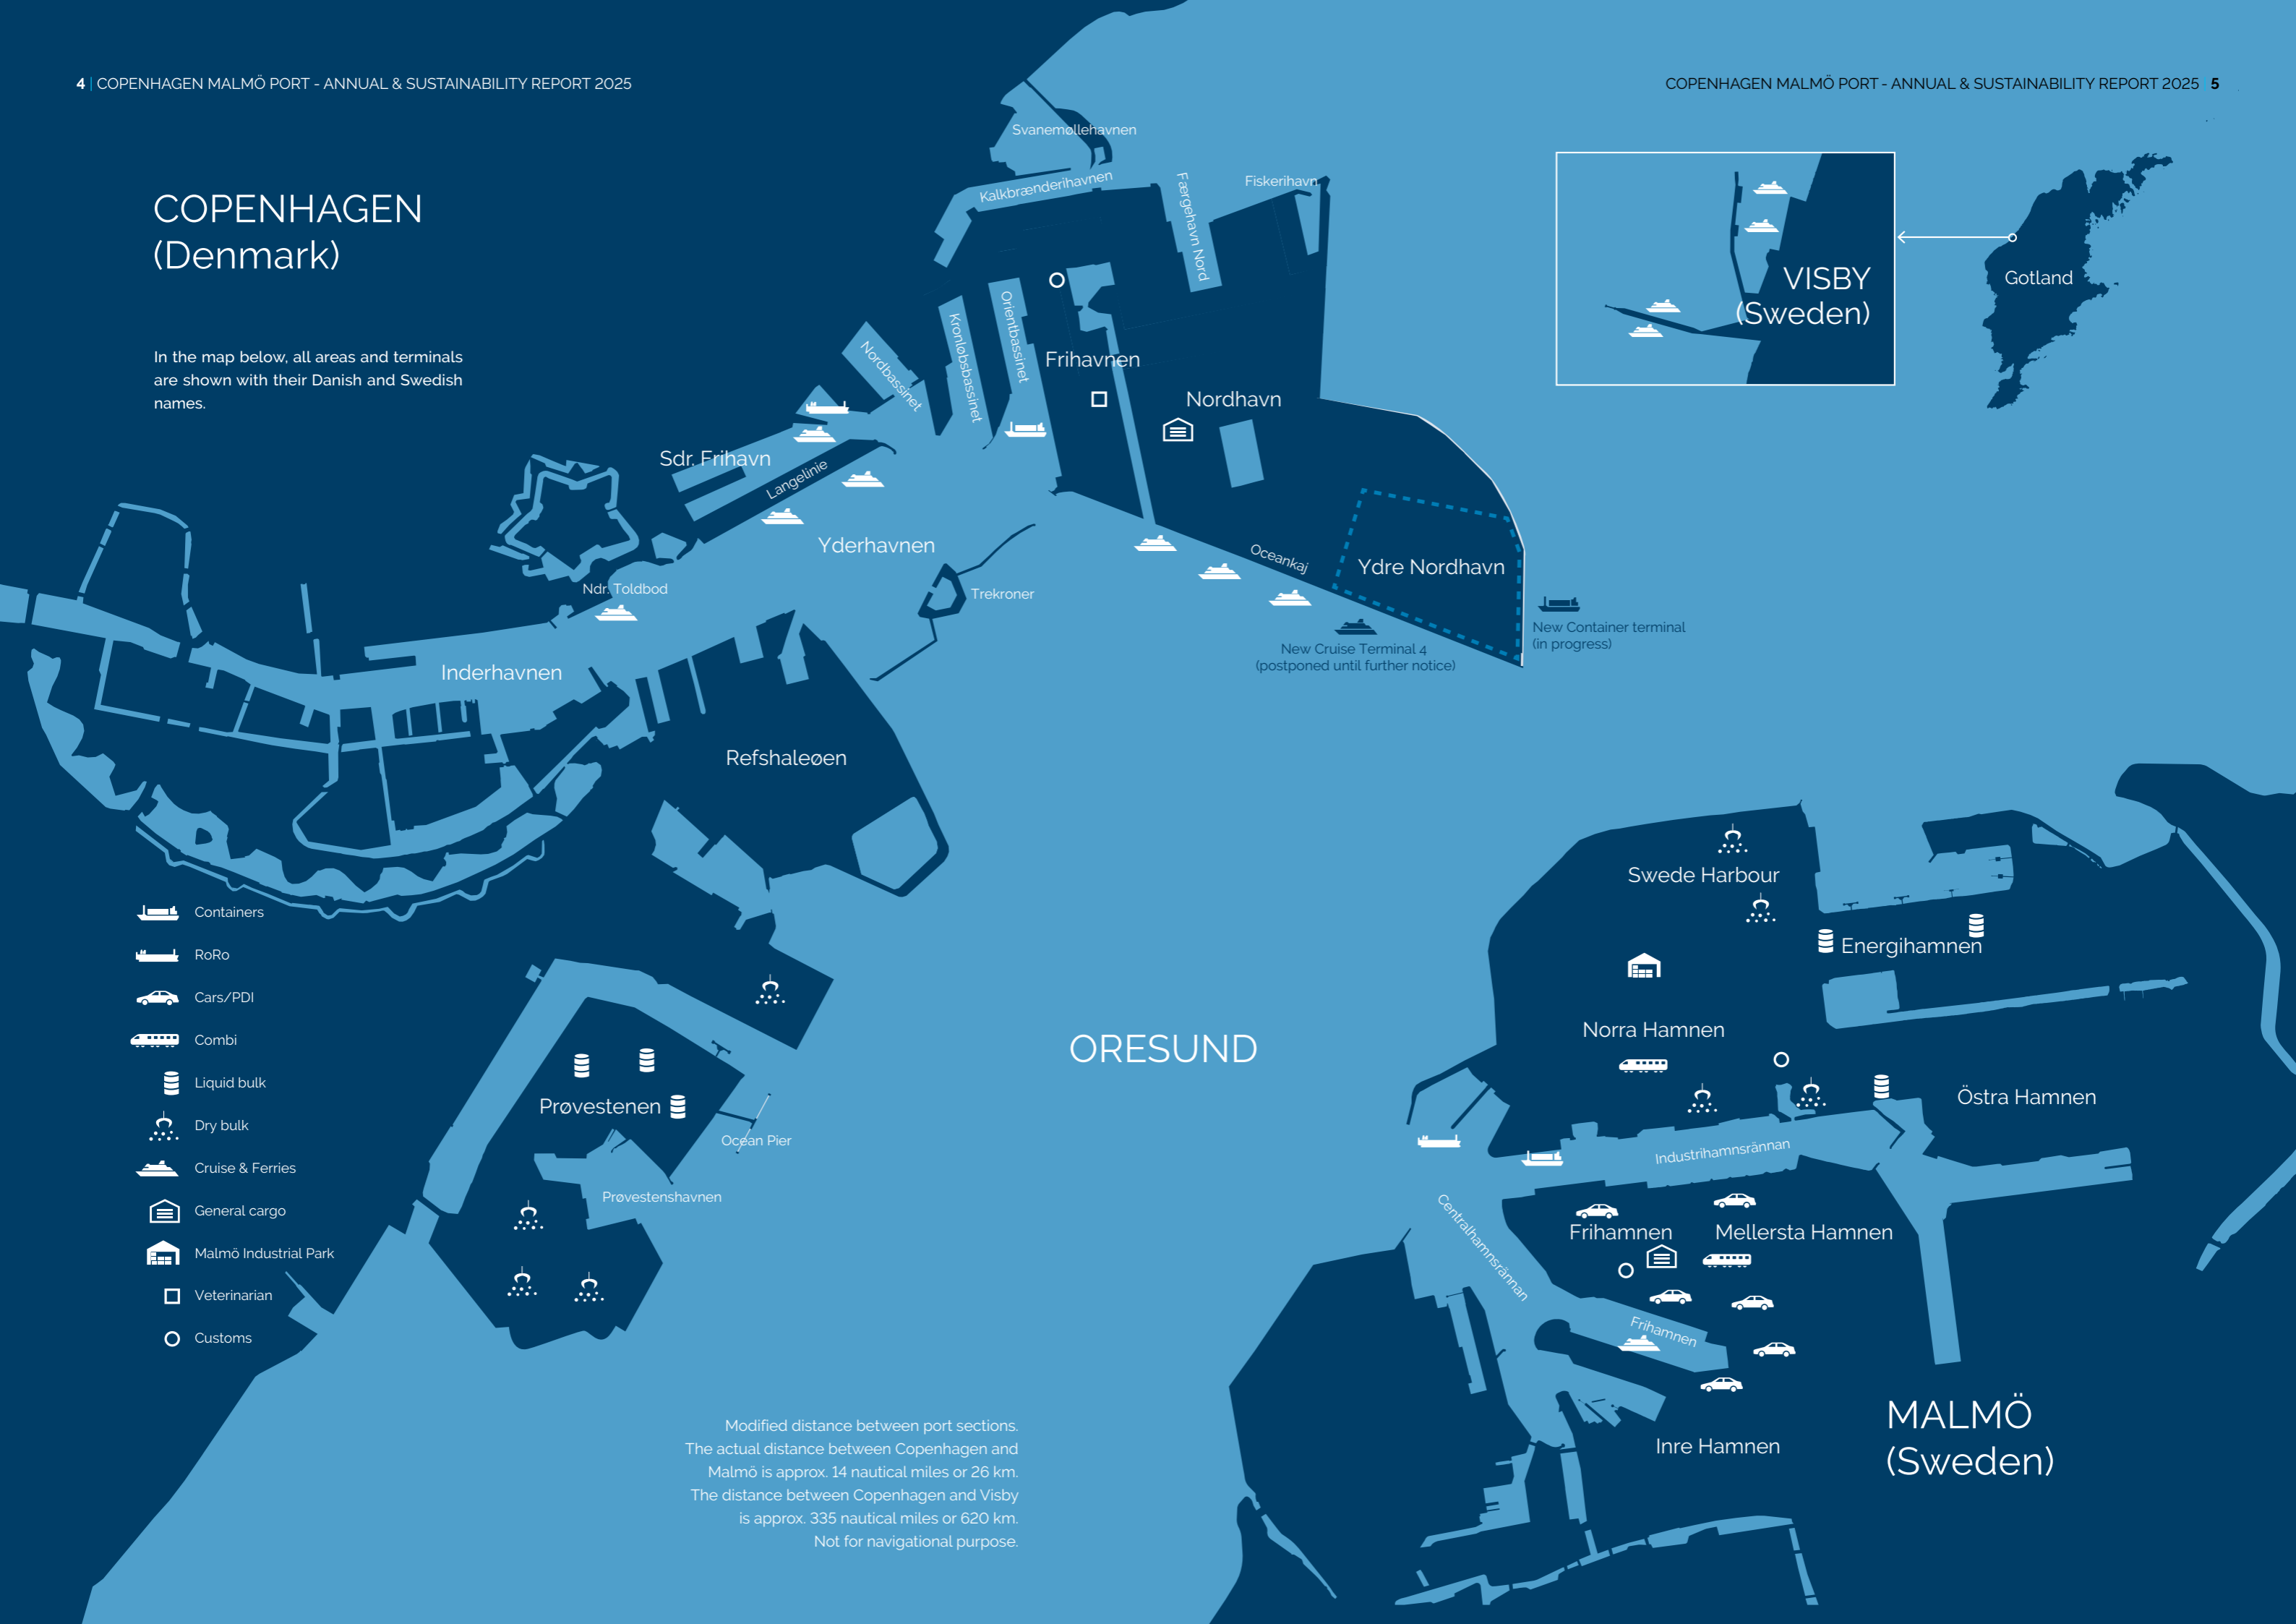 4 | COPENHAGEN MALMÖ PORT - ANNUAL & SUSTAINABILITY REPORT 2025
COPENHAGEN MALMÖ PORT - ANNUAL & SUSTAINABILITY REPORT 2025 5
COPENHAGEN
(Denmark)
In the map below, all areas and terminals
are shown with their Danish and Swedish
names.
Svanemøllehavnen
Kalkbrænderihavnen
Færgehavn Nord
Fiskerihavn
Nordbassinet
Kronløbsbassinet
Orientbassinet
Frihavnen
Nordhavn
Sdr. Frihavn
Langelinie
Yderhavnen
Ndr. Toldbod
Trekroner
Oceankaj
Ydre Nordhavn
New Container terminal
(in progress)
New Cruise Terminal 4
(postponed until further notice)
Inderhavnen
Refshaleøen
VISBY
(Sweden)
Gotland
Containers
RoRo
Cars/PDI
Combi
Liquid bulk
Dry bulk
Cruise & Ferries
General cargo
Malmö Industrial Park
Veterinarian
Customs
Prøvestenen
Ocean Pier
Prøvestenshavnen
ORESUND
Swede Harbour
Energihamnen
Norra Hamnen
Östra Hamnen
Industrihamnsrännan
Centralhamnsrännan
Frihamnen
Mellersta Hamnen
Frihamnen
Inre Hamnen
MALMÖ
(Sweden)
Modified distance between port sections.
The actual distance between Copenhagen and
Malmö is approx. 14 nautical miles or 26 km.
The distance between Copenhagen and Visby
is approx. 335 nautical miles or 620 km.
Not for navigational purpose.